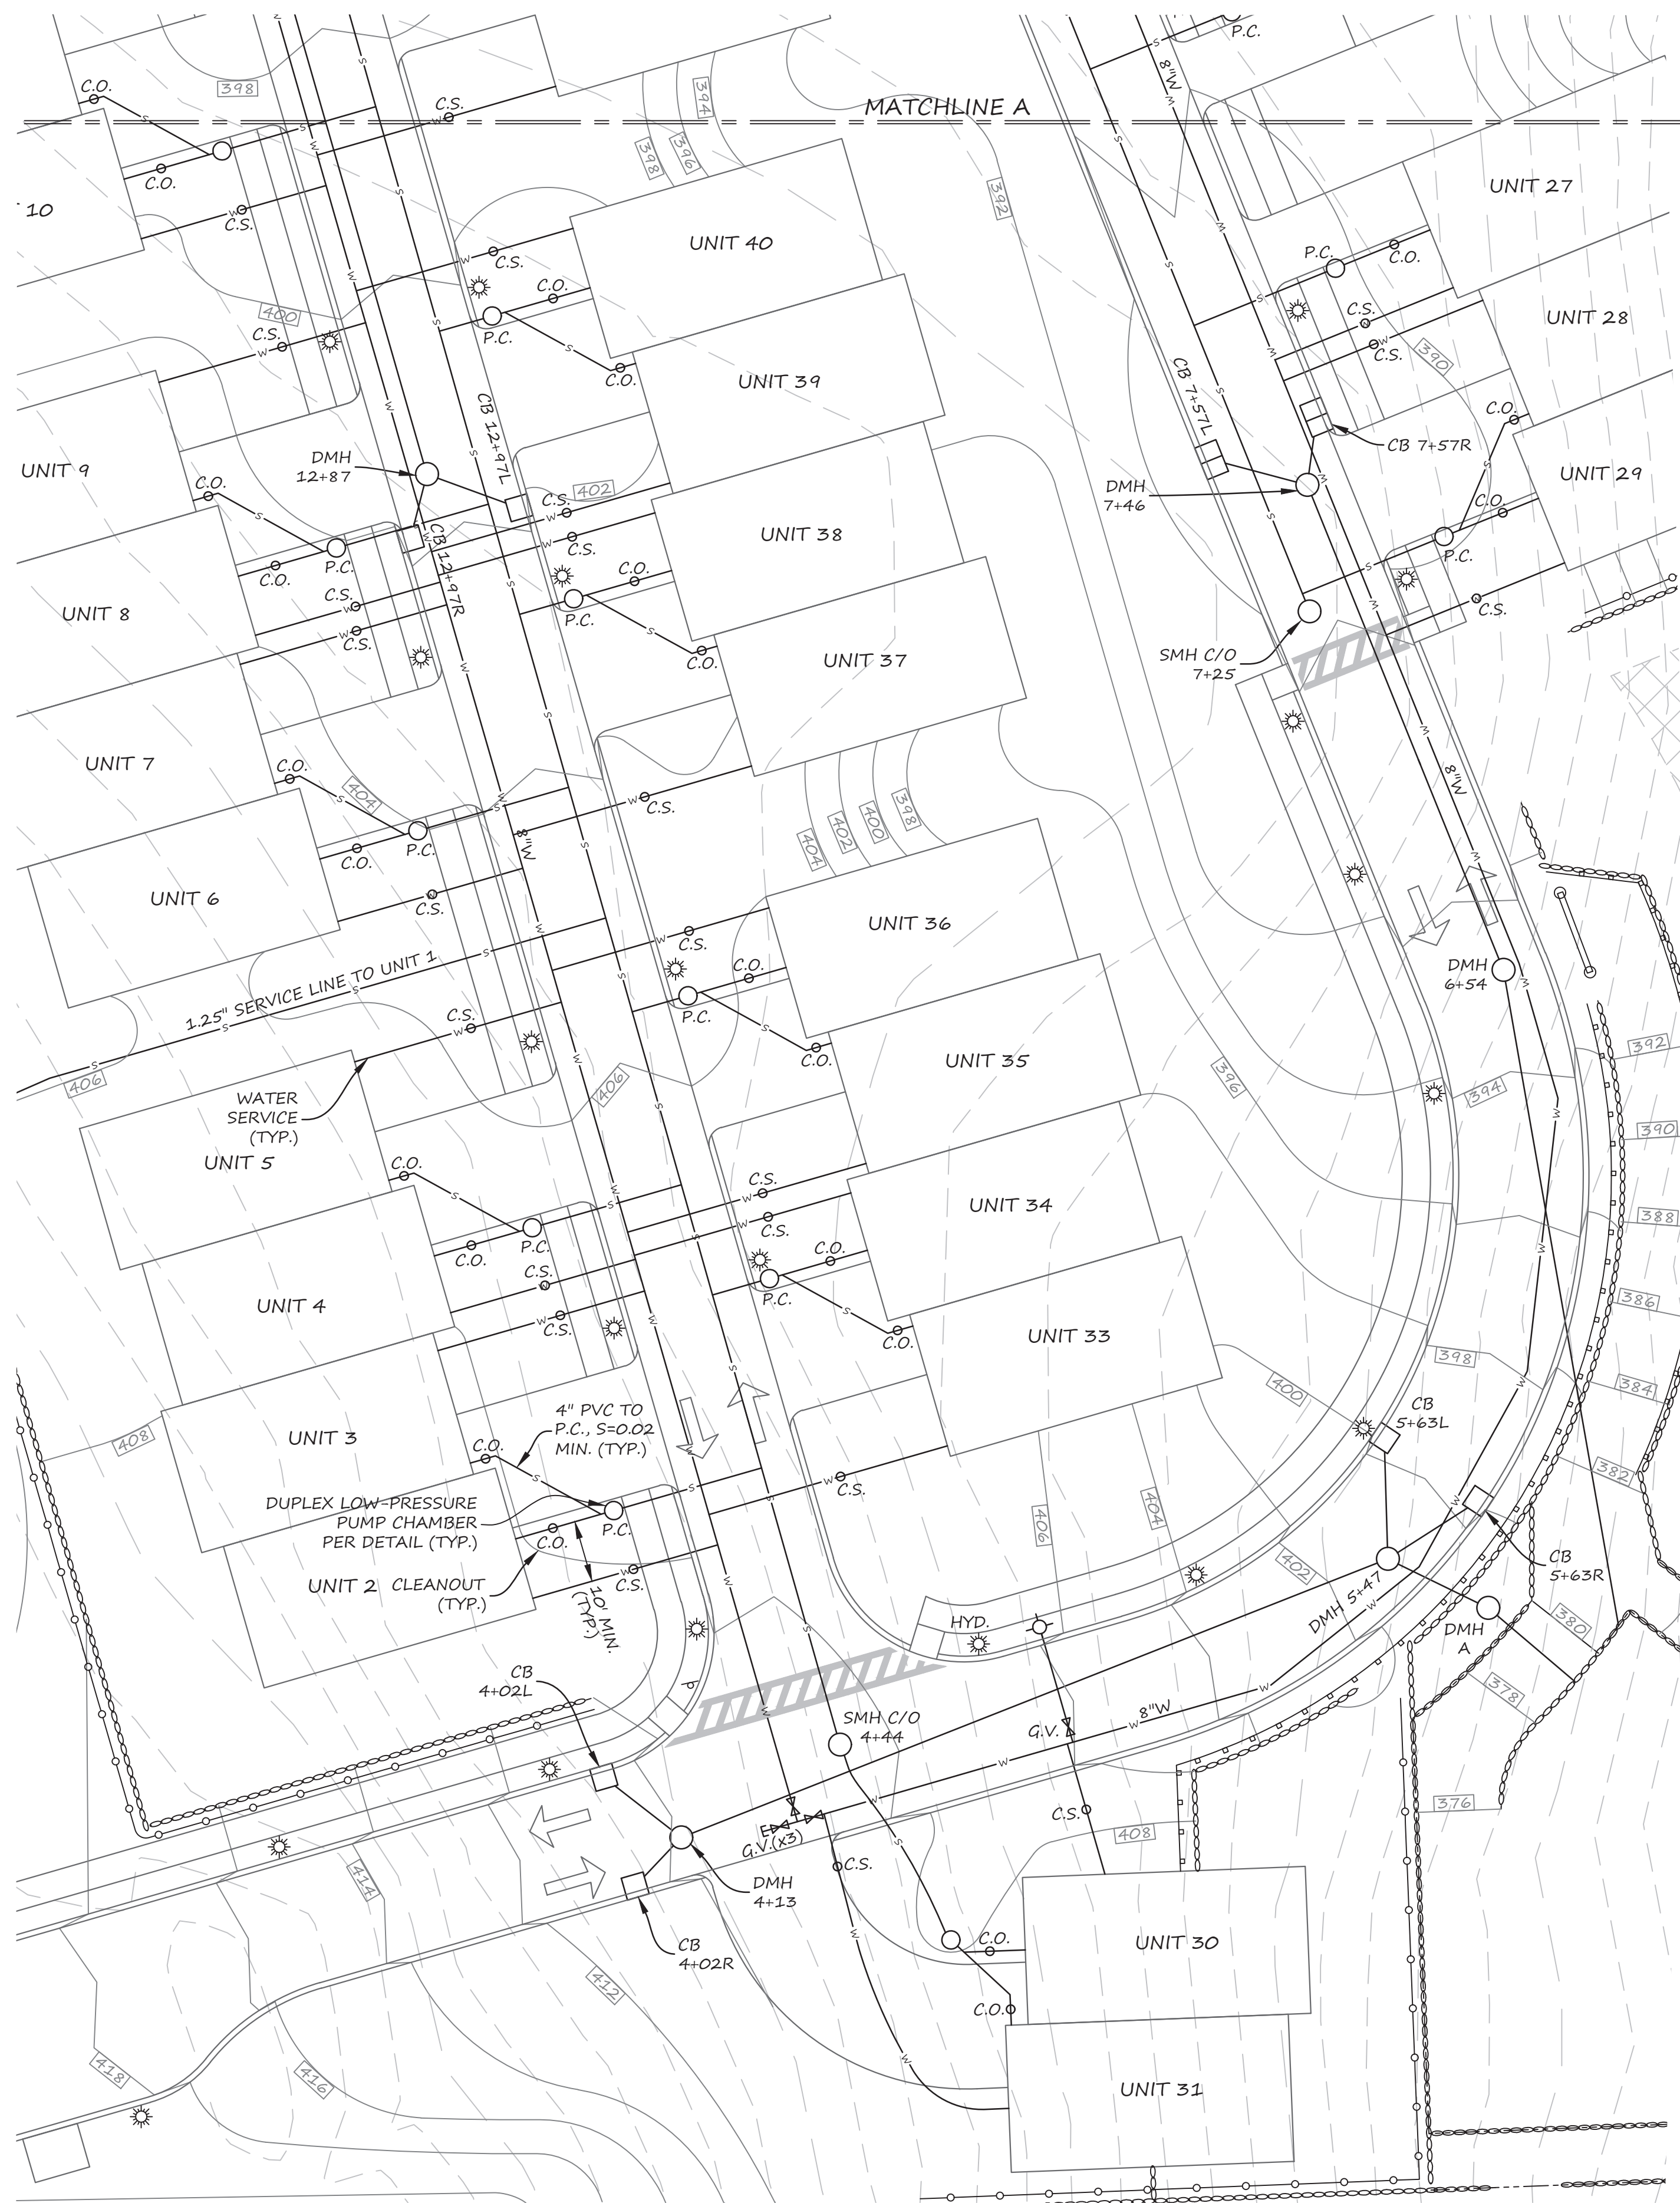 P.C.
8"W
C.O.
398
C.S.
394
MATCHLINE A
398
396
392
UNIT 27
C.O.
C.S.
10
UNIT 40
C.S.
P.C.
C.O.
C.O.
400
C.S.
P.C.
C.S.
UNIT 28
C.S.
390
C.O.
UNIT 39
CB 7+57L
CB 12+97L
C.O.
CB 7+57R
UNIT 9
DMH
12+87
UNIT 29
C.O.
402
C.S.
DMH
7+46
C.O.
UNIT 38
CB 12+97R
C.S.
P.C.
C.O.
P.C.
C.O.
C.S.
UNIT 8
P.C.
C.S.
C.S.
SMH C/O
7+25
UNIT 37
C.O.
UNIT 7
C.O.
404
8"W
C.S.
398
400
402
404
8"W
P.C.
C.O.
UNIT 6
C.S.
UNIT 36
C.S.
C.O.
1.25" SERVICE LINE TO UNIT 1
DMH
6+54
P.C.
C.S.
C.O.
UNIT 35
406
406
396
392
394
WATER
SERVICE
(TYP.)
390
UNIT 5
C.O.
C.S.
UNIT 34
388
C.S.
P.C.
C.O.
C.O.
C.S.
P.C.
386
UNIT 4
C.S.
C.O.
UNIT 33
398
400
384
CB
5+63L
4" PVC TO
P.C., S=0.02
MIN. (TYP.)
408
UNIT 3
C.O.
382
C.S.
404
406
DUPLEX LOW-PRESSURE
PUMP CHAMBER
PER DETAIL (TYP.)
P.C.
C.O.
402
CB
5+63R
UNIT 2
CLEANOUT
(TYP.)
C.S.
10' MIN.
(TYP.)
DMH 5+47
HYD.
380
DMH
A
CB
4+02L
378
SMH C/O
4+44
8"W
G.V.
376
C.S.
408
G.V.(x3)
C.S.
414
DMH
4+13
CB
4+02R
C.O.
UNIT 30
412
C.O.
418
416
UNIT 31